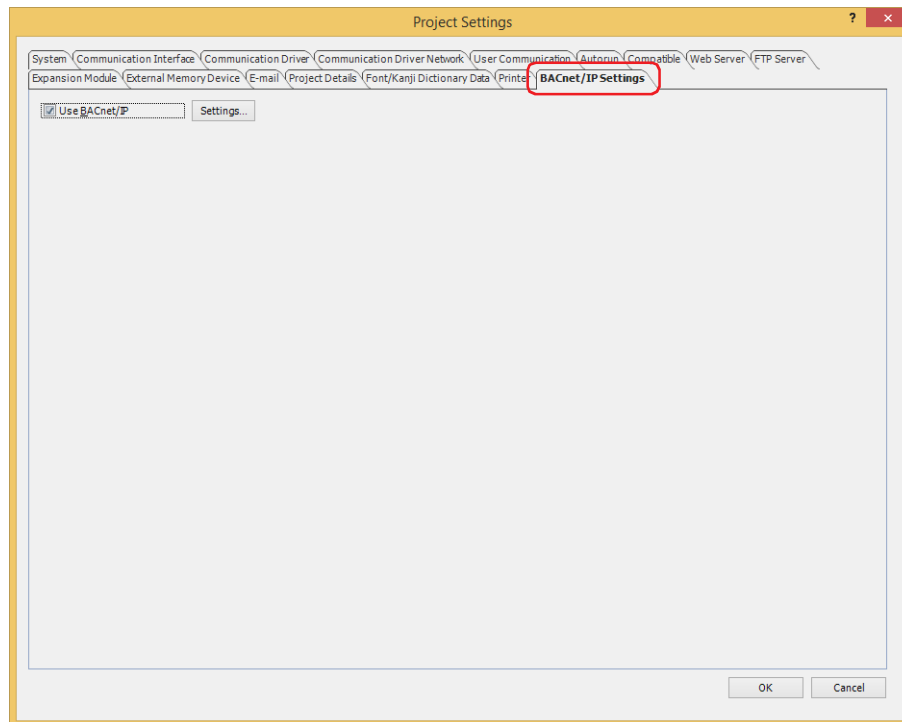 Project Settings
?
System Communication Interface Communication Driver Communication Driver Network User Communication Autorun Compatible Web Server FTP Server
Expansion Module External Memory Device E-mail Project Details Font/Kanji Dictionary Data Printer BACnet/IP Settings
Use BACnet/IP Settings...
OK Cancel